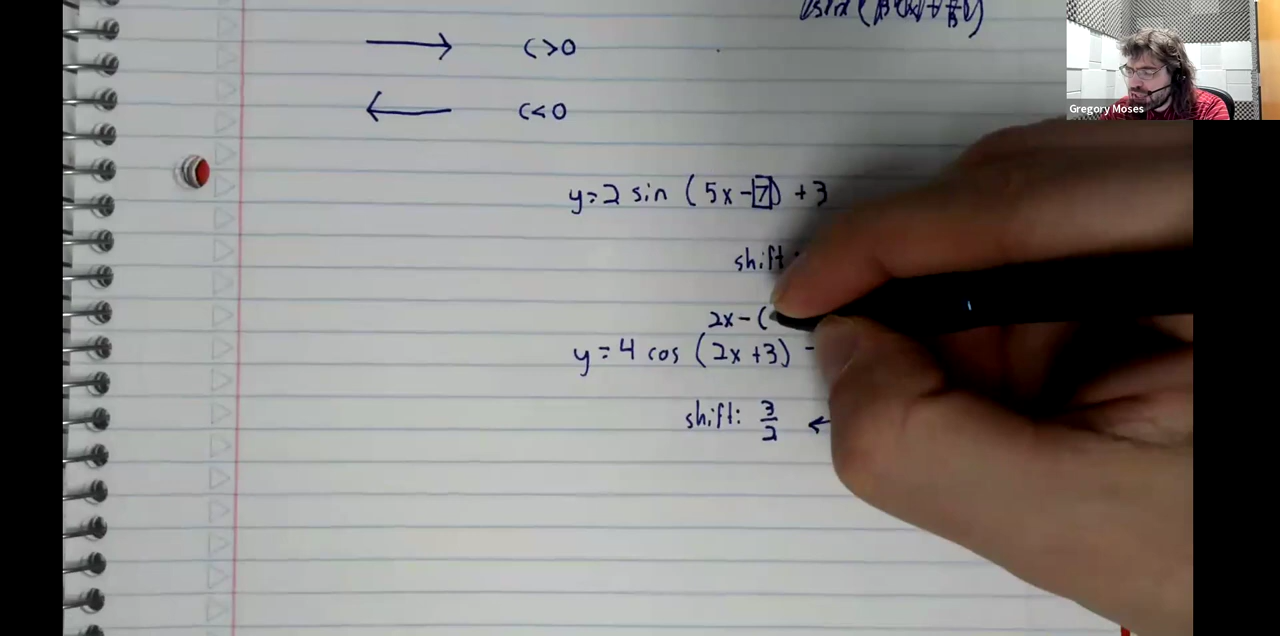 Gregory Moses
→ C>0
← C<0
y=2 sin (5x-7) +3
shift:
2x-(
y=4 cos (2x+3) -
shift: 3/2 ←